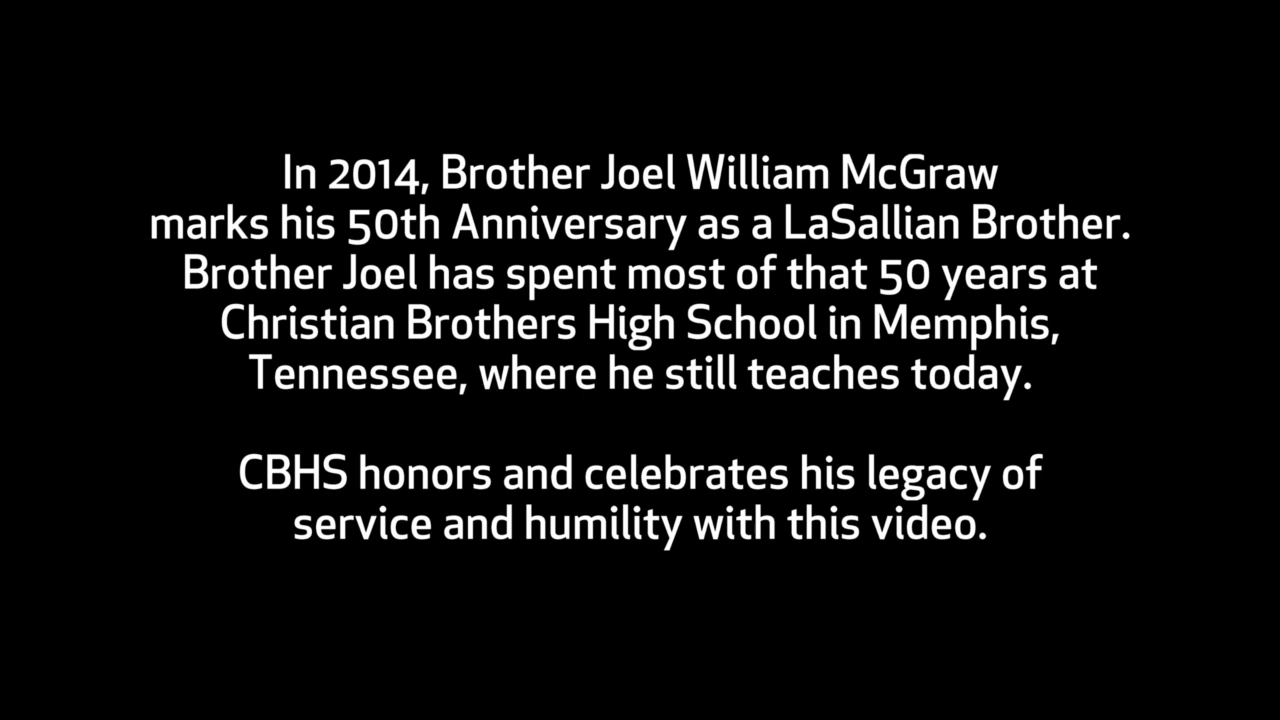 In 2014, Brother Joel William McGraw
marks his 50th Anniversary as a LaSallian Brother.
Brother Joel has spent most of that 50 years at
Christian Brothers High School in Memphis,
Tennessee, where he still teaches today.
CBHS honors and celebrates his legacy of
service and humility with this video.